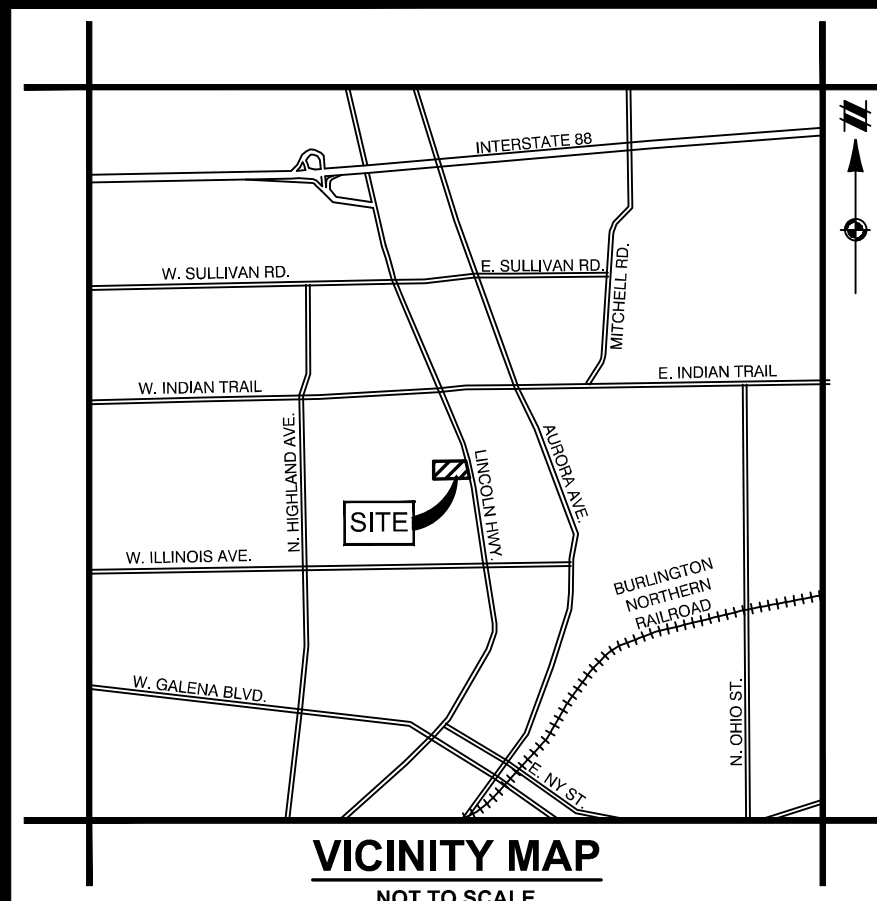 INTERSTATE 88
W. SULLIVAN RD.
E. SULLIVAN RD.
MITCHELL RD.
W. INDIAN TRAIL
E. INDIAN TRAIL
N. HIGHLAND AVE.
LINCOLN HWY.
AURORA AVE.
SITE
W. ILLINOIS AVE.
BURLINGTON
NORTHERN
RAILROAD
W. GALENA BLVD.
N. OHIO ST.
E. NY ST.
VICINITY MAP
NOT TO SCALE